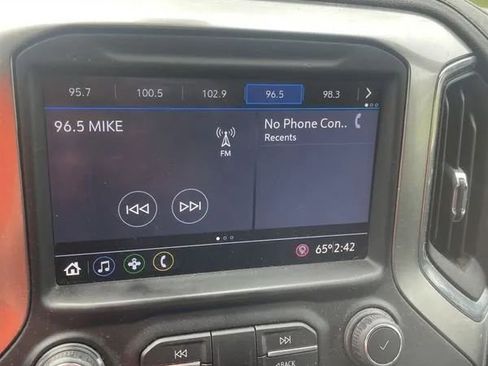 95.7 100.5 102.9 96.5 98.3
96.5 MIKE
FM
No Phone Con..
Recents
65° 2:42
BACK